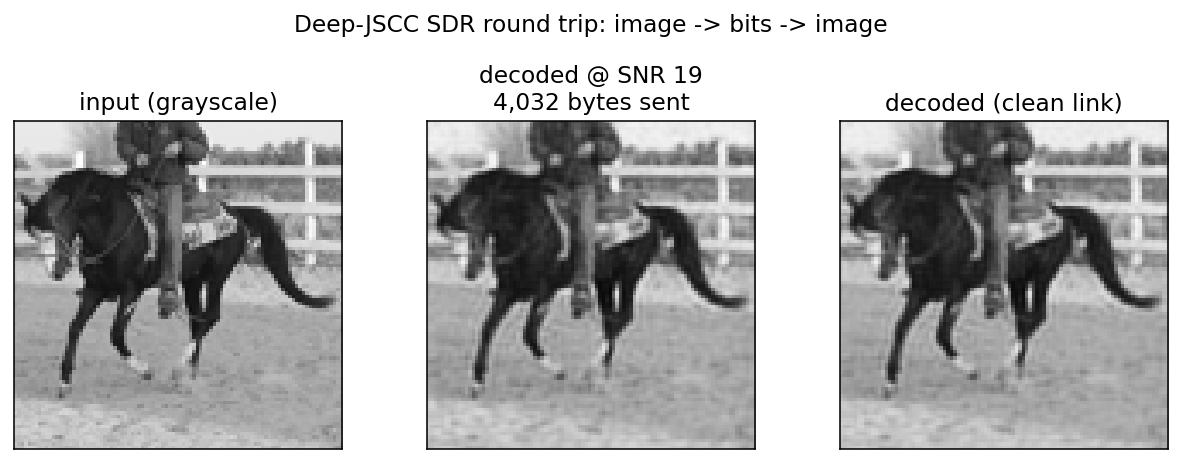 Deep-JSCC SDR round trip: image -> bits -> image
input (grayscale)
decoded @ SNR 19
4,032 bytes sent
decoded (clean link)